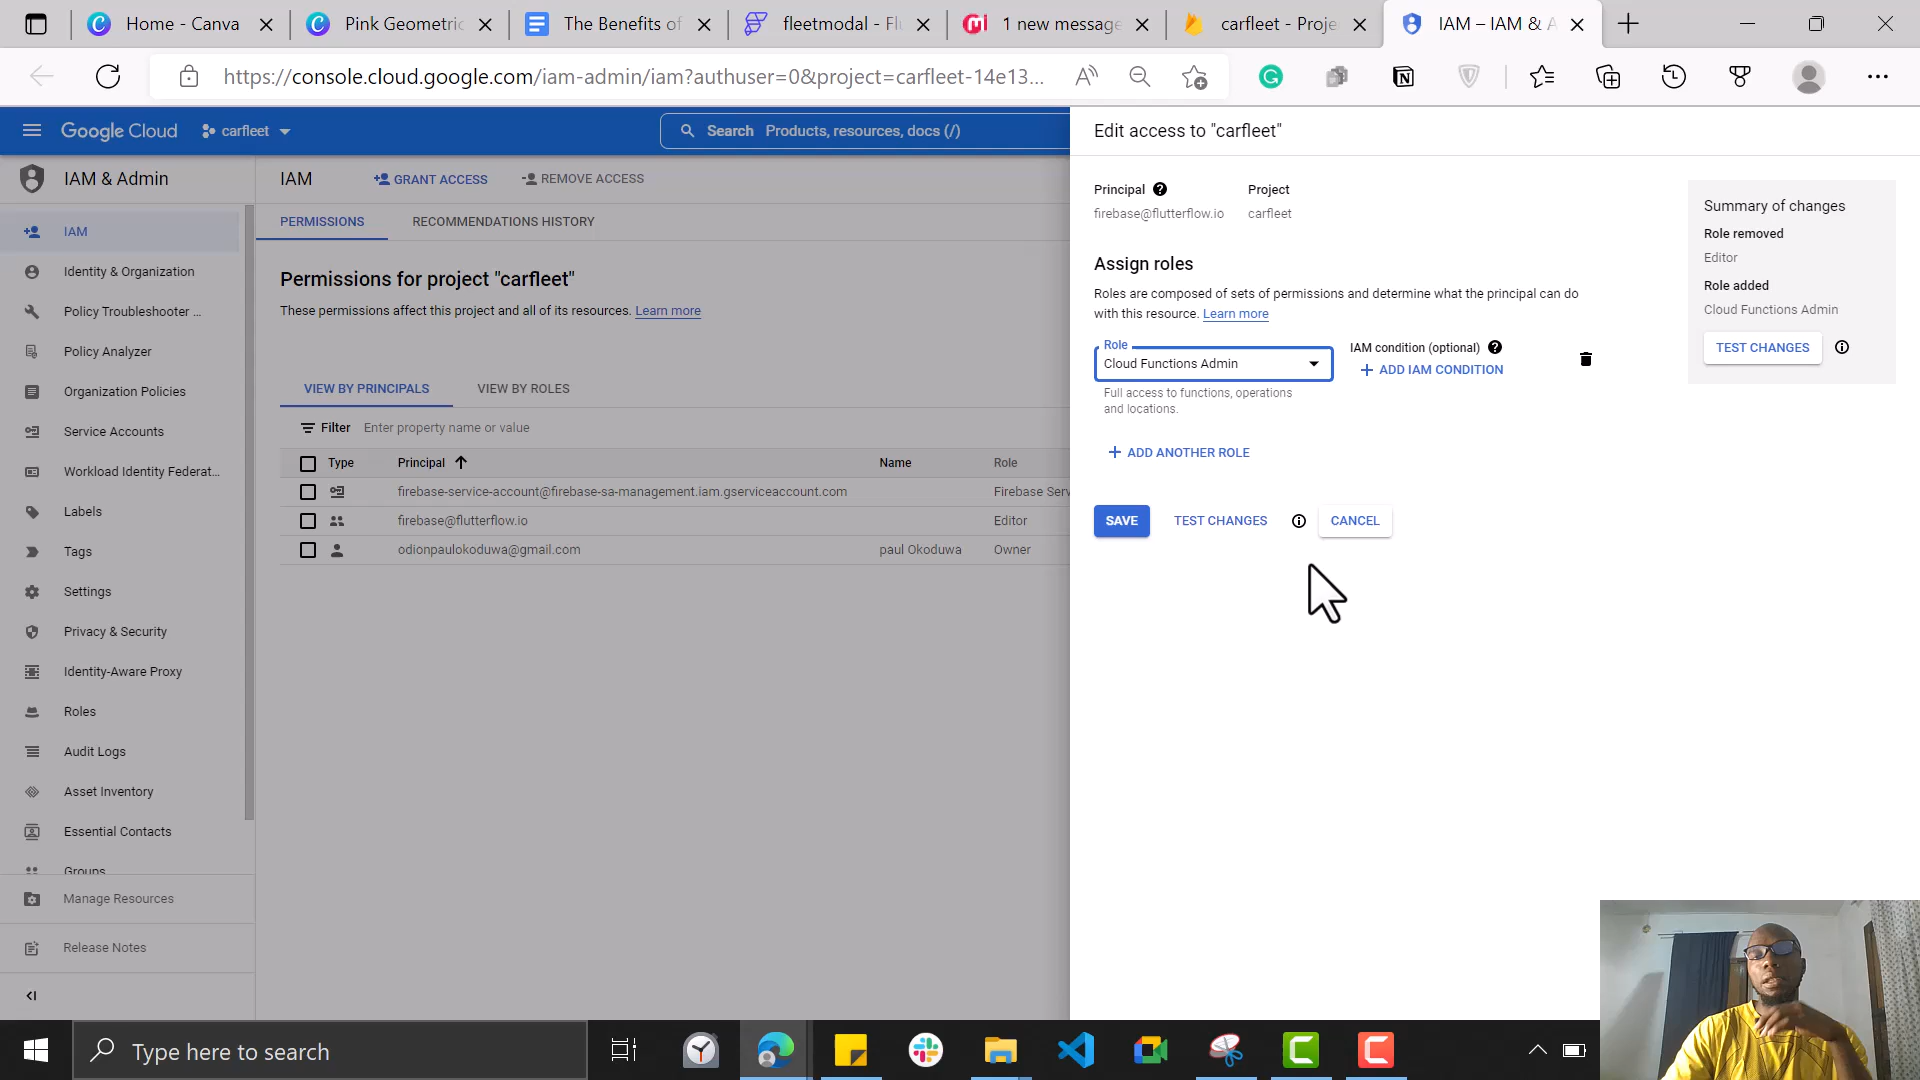 Home - Canva
Pink Geometric
The Benefits of
fleetmodal - Fl
1 new message
carfleet - Proje
IAM – IAM & A
https://console.cloud.google.com/iam-admin/iam?authuser=0&project=carfleet-14e13...
Google Cloud
carfleet
Search Products, resources, docs (/)
Edit access to "carfleet"
IAM & Admin
IAM
GRANT ACCESS
REMOVE ACCESS
PERMISSIONS
RECOMMENDATIONS HISTORY
IAM
Identity & Organization
Policy Troubleshooter ...
Policy Analyzer
Organization Policies
Service Accounts
Workload Identity Federat...
Labels
Tags
Settings
Privacy & Security
Identity-Aware Proxy
Roles
Audit Logs
Asset Inventory
Essential Contacts
Groups
Manage Resources
Release Notes
Permissions for project "carfleet"
These permissions affect this project and all of its resources. Learn more
VIEW BY PRINCIPALS
VIEW BY ROLES
Filter Enter property name or value
Type Principal Name Role
firebase-service-account@firebase-sa-management.iam.gserviceaccount.com Firebase Serv
firebase@flutterflow.io Editor
odionpaulokoduwa@gmail.com paul Okoduwa Owner
Principal
Project
firebase@flutterflow.io
carfleet
Assign roles
Roles are composed of sets of permissions and determine what the principal can do
with this resource. Learn more
Role
Cloud Functions Admin
IAM condition (optional)
ADD IAM CONDITION
Full access to functions, operations
and locations.
ADD ANOTHER ROLE
SAVE
TEST CHANGES
CANCEL
Summary of changes
Role removed
Editor
Role added
Cloud Functions Admin
TEST CHANGES
Type here to search